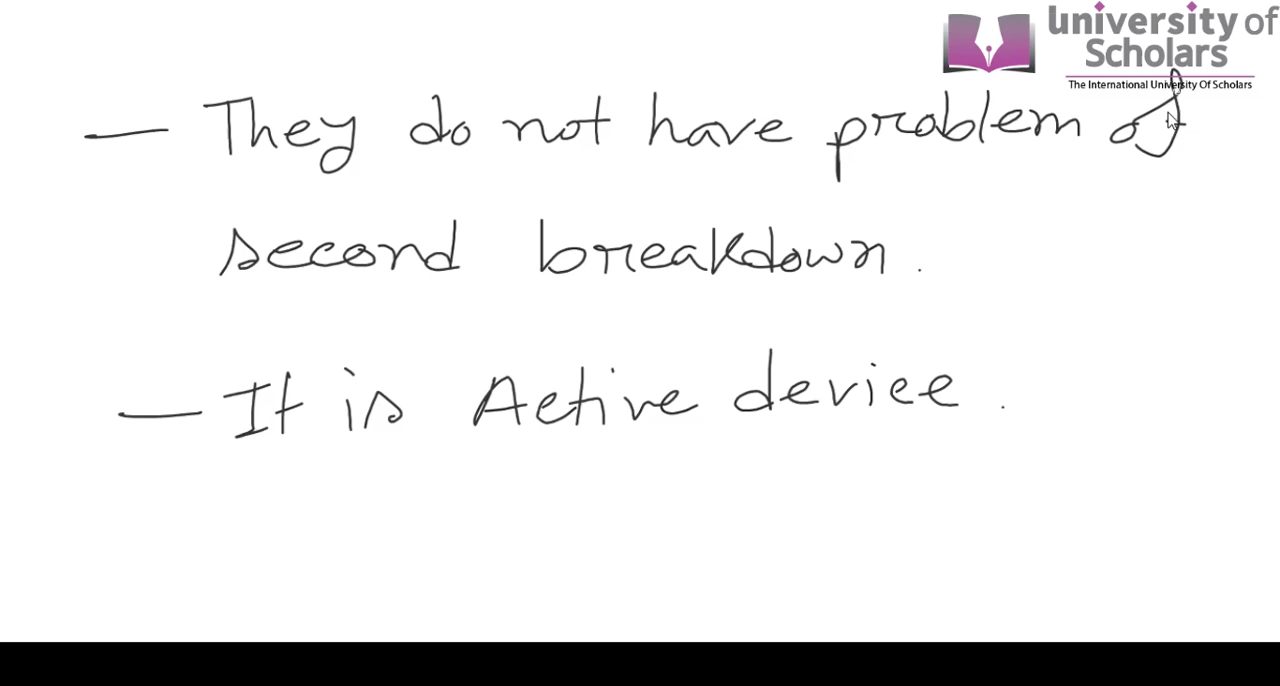 University of
Scholars
The International University Of Scholars
— They do not have problem of
second breakdown.
— It is Active device.